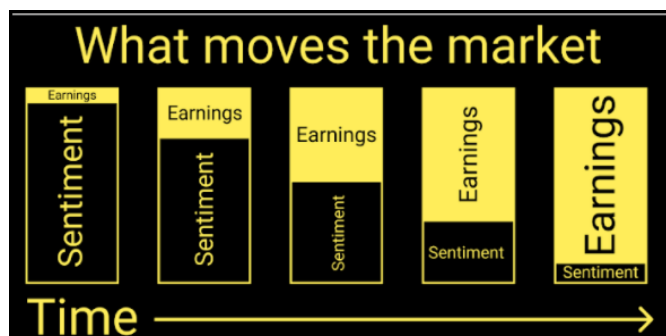 What moves the market
Earnings
Sentiment
Earnings
Sentiment
Earnings
Sentiment
Earnings
Sentiment
Earnings
Sentiment
Time